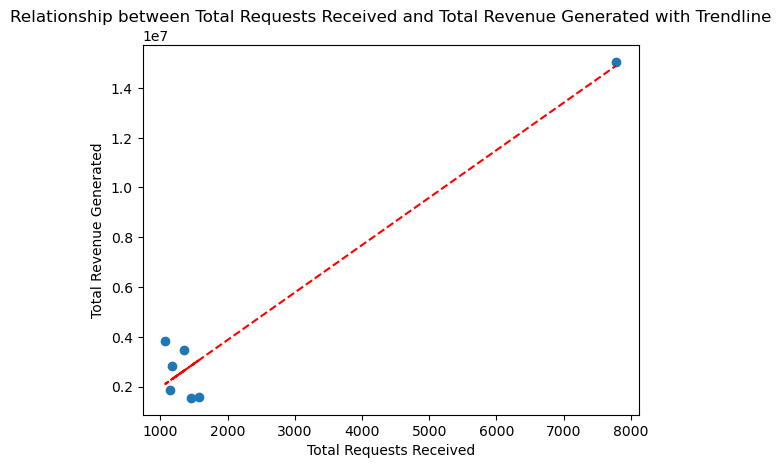 Relationship between Total Requests Received and Total Revenue Generated with Trendline
1e7
1.4
1.2
1.0
0.8
0.6
0.4
0.2
Total Revenue Generated
1000 2000 3000 4000 5000 6000 7000 8000
Total Requests Received